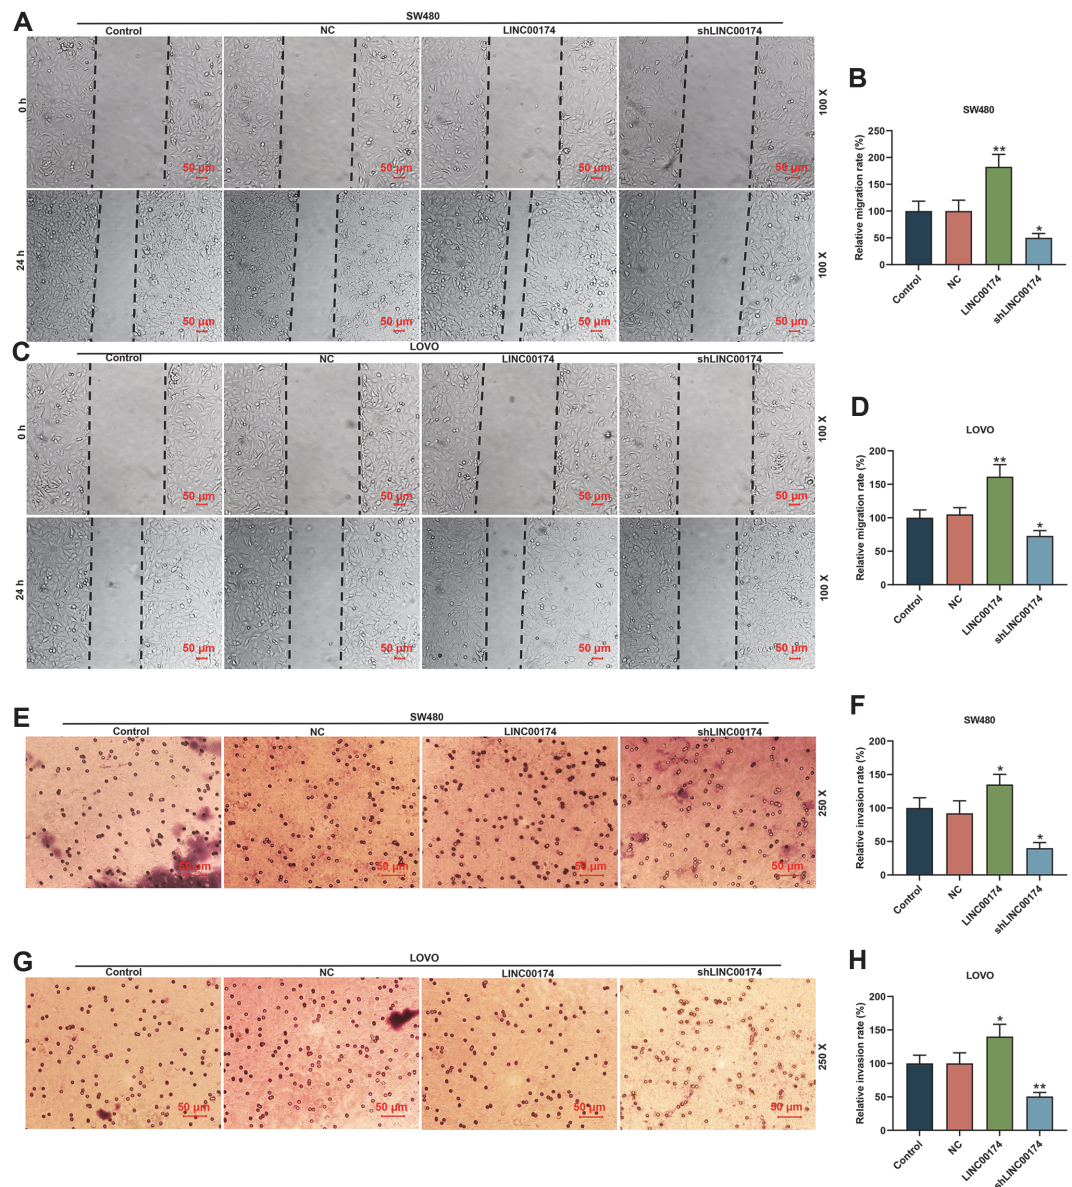 A
SW480
Control NC LINC00174 shLINC00174
0 h
50 µm 50 µm 50 µm 50 µm
100 X
24 h
50 µm 50 µm 50 µm 50 µm
100 X
B
SW480
Relative migration rate (%)
250
200
150
100
50
0
**
*
Control NC LINC00174 shLINC00174
C
LOVO
Control NC LINC00174 shLINC00174
0 h
50 µm 50 µm 50 µm 50 µm
100 X
24 h
50 µm 50 µm 50 µm 50 µm
100 X
D
LOVO
Relative migration rate (%)
200
150
100
50
0
**
*
Control NC LINC00174 shLINC00174
E
SW480
Control NC LINC00174 shLINC00174
50 µm 50 µm 50 µm 50 µm
250 X
F
SW480
Relative invasion rate (%)
200
150
100
50
0
*
*
Control NC LINC00174 shLINC00174
G
LOVO
Control NC LINC00174 shLINC00174
50 µm 50 µm 50 µm 50 µm
250 X
H
LOVO
Relative invasion rate (%)
200
150
100
50
0
*
**
Control NC LINC00174 shLINC00174